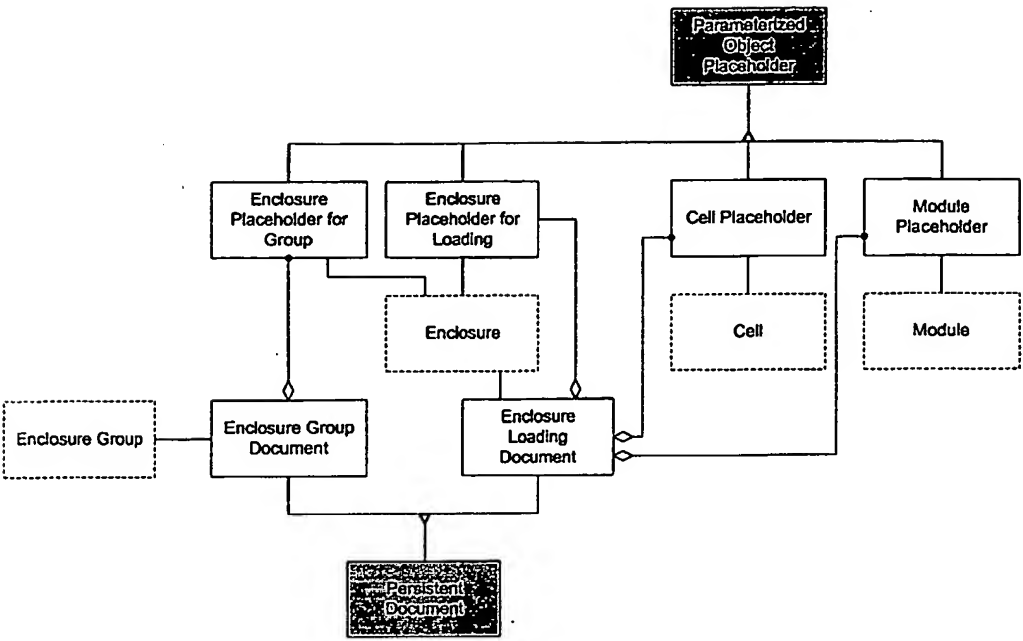 Parameterized
Object
Placeholder
Enclosure
Placeholder for
Group
Enclosure
Placeholder for
Loading
Cell Placeholder
Module
Placeholder
Enclosure
Cell
Module
Enclosure Group
Enclosure Group
Document
Enclosure
Loading
Document
Persistent
Document